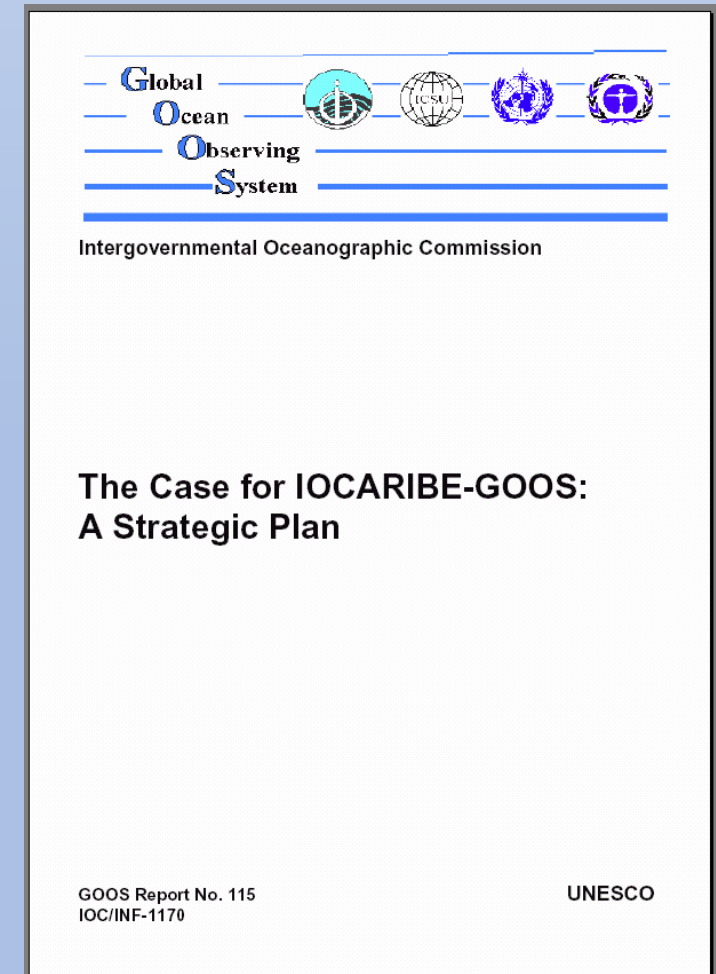 Global
Ocean
Observing
System
ICSU
Intergovernmental Oceanographic Commission
The Case for IOCARIBE-GOOS:
A Strategic Plan
GOOS Report No. 115
UNESCO
IOC/INF-1170